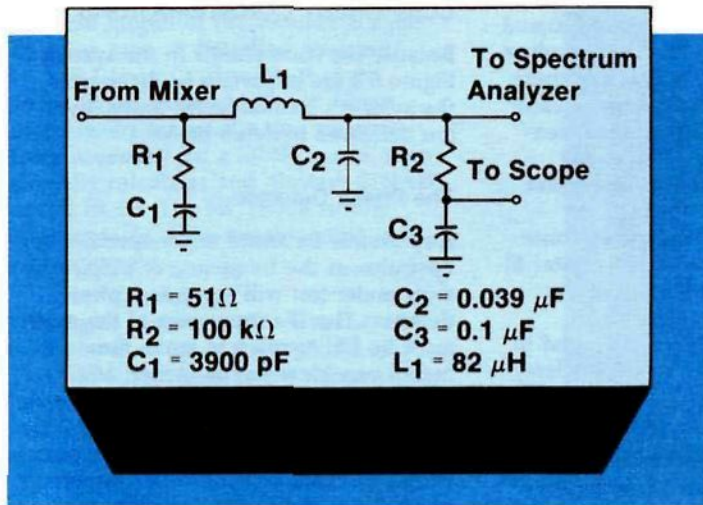 L1
To Spectrum
From Mixer
Analyzer
R1
C2
R2
To Scope
C1
C3
R1 = 51Ω
C2 = 0.039 μF
R2 = 100 kΩ
C3 = 0.1 μF
C1 = 3900 pF
L1 = 82 μH